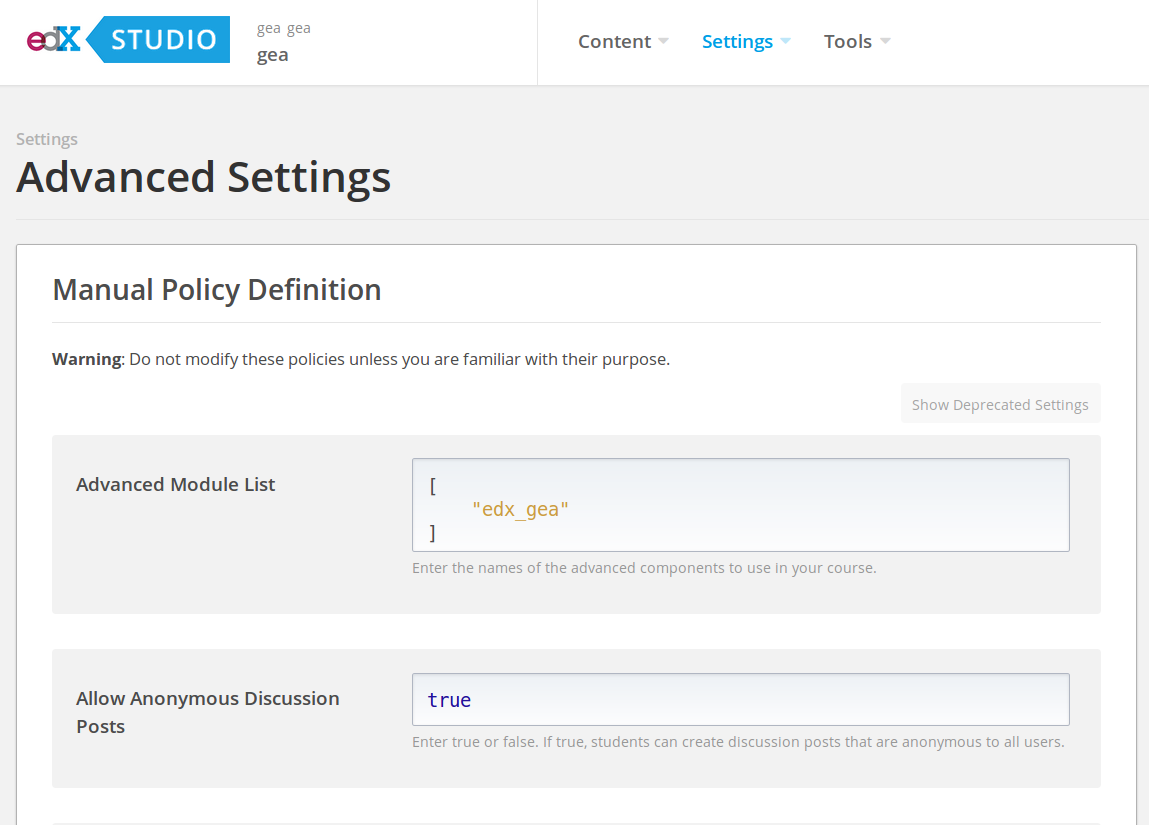 edX STUDIO
gea gea
gea
Content Settings Tools
Settings
Advanced Settings
Manual Policy Definition
Warning: Do not modify these policies unless you are familiar with their purpose.
Show Deprecated Settings
Advanced Module List
[
"edx_gea"
]
Enter the names of the advanced components to use in your course.
Allow Anonymous Discussion
Posts
true
Enter true or false. If true, students can create discussion posts that are anonymous to all users.